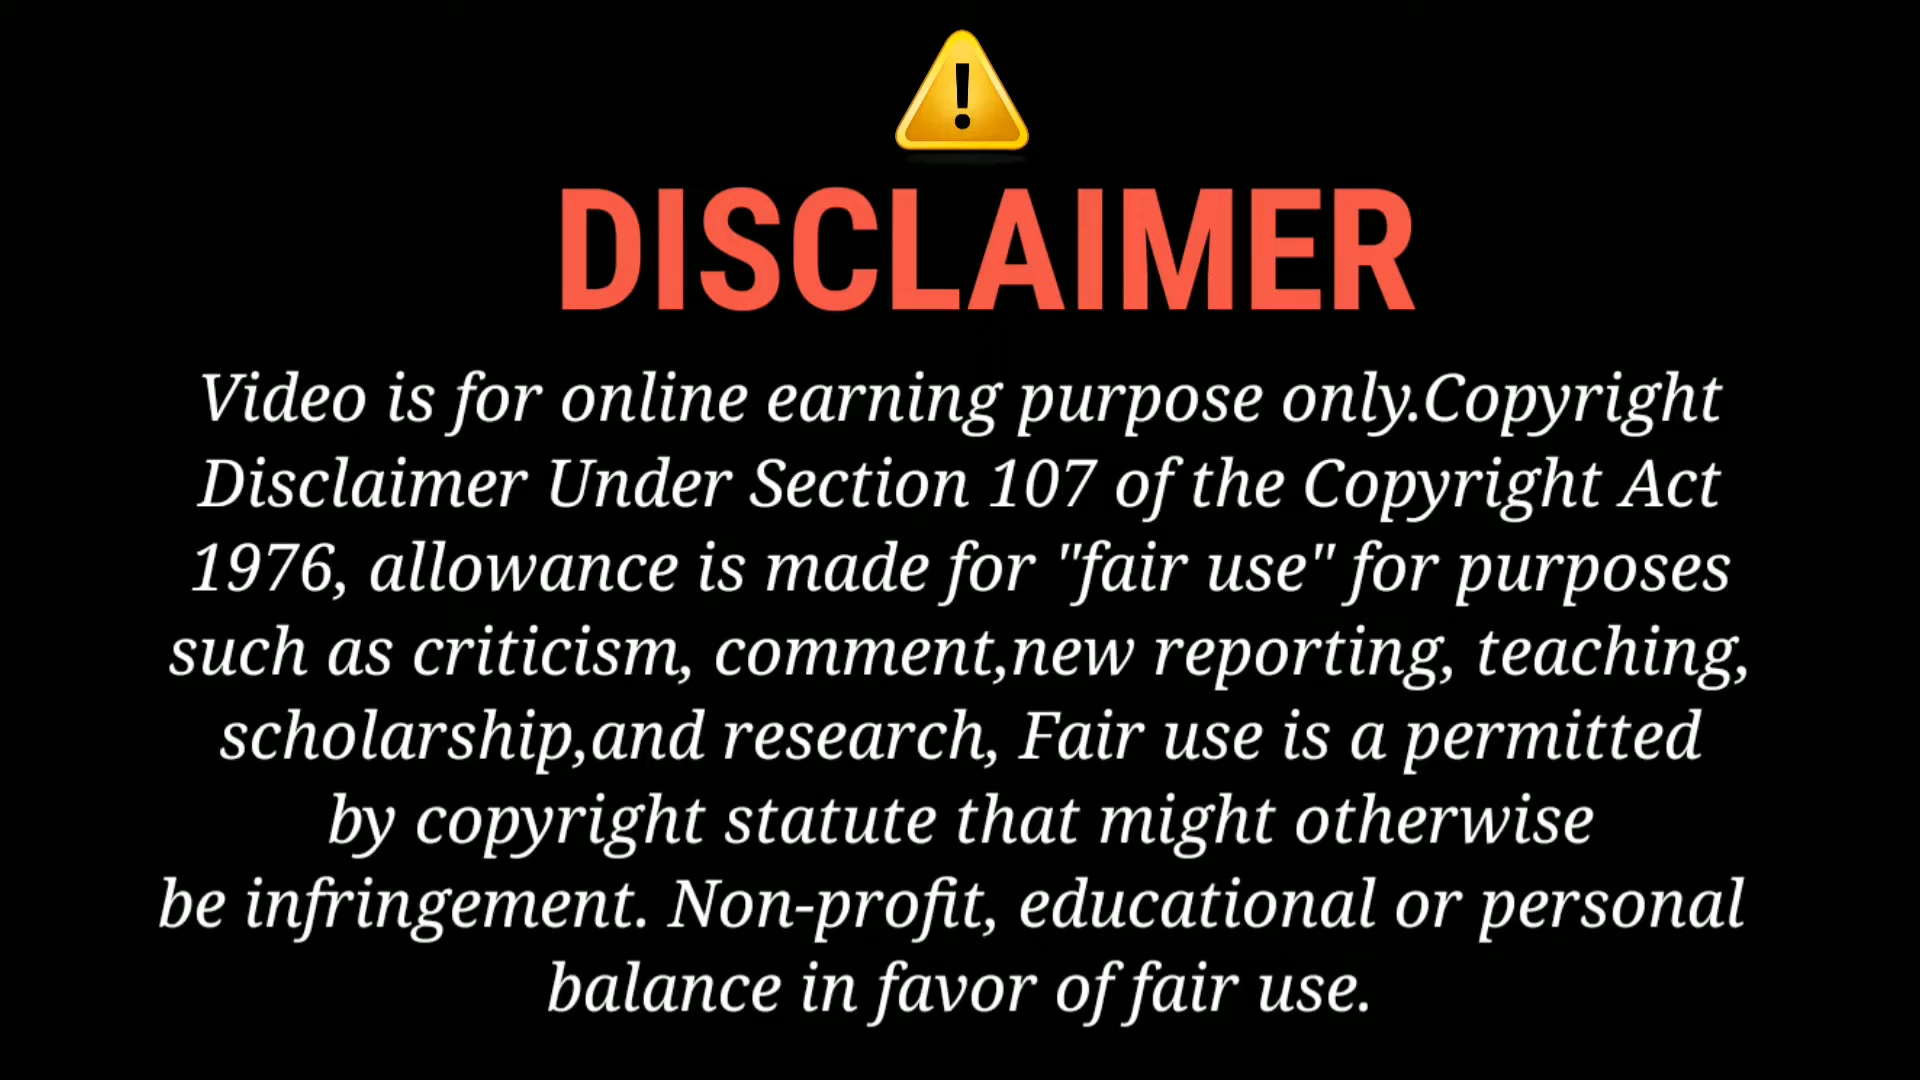 DISCLAIMER
Video is for online earning purpose only.Copyright
Disclaimer Under Section 107 of the Copyright Act
1976, allowance is made for "fair use" for purposes
such as criticism, comment,new reporting, teaching,
scholarship,and research, Fair use is a permitted
by copyright statute that might otherwise
be infringement. Non-profit, educational or personal
balance in favor of fair use.